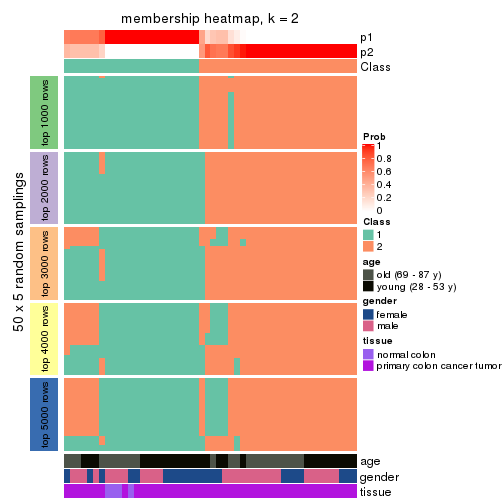 membership heatmap, k = 2
p1
p2
Class
50 x 5 random samplings
top 1000 rows
top 2000 rows
top 3000 rows
top 4000 rows
top 5000 rows
age
gender
tissue
Prob
1
0.8
0.6
0.4
0.2
0
Class
1
2
age
old (69 - 87 y)
young (28 - 53 y)
gender
female
male
tissue
normal colon
primary colon cancer tumor